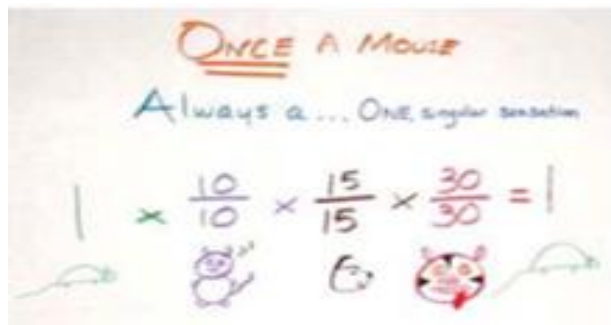 ONCE A MOUSE
Always a... ONE, singular sensation
1 × 10/10 × 15/15 × 30/30 = 1